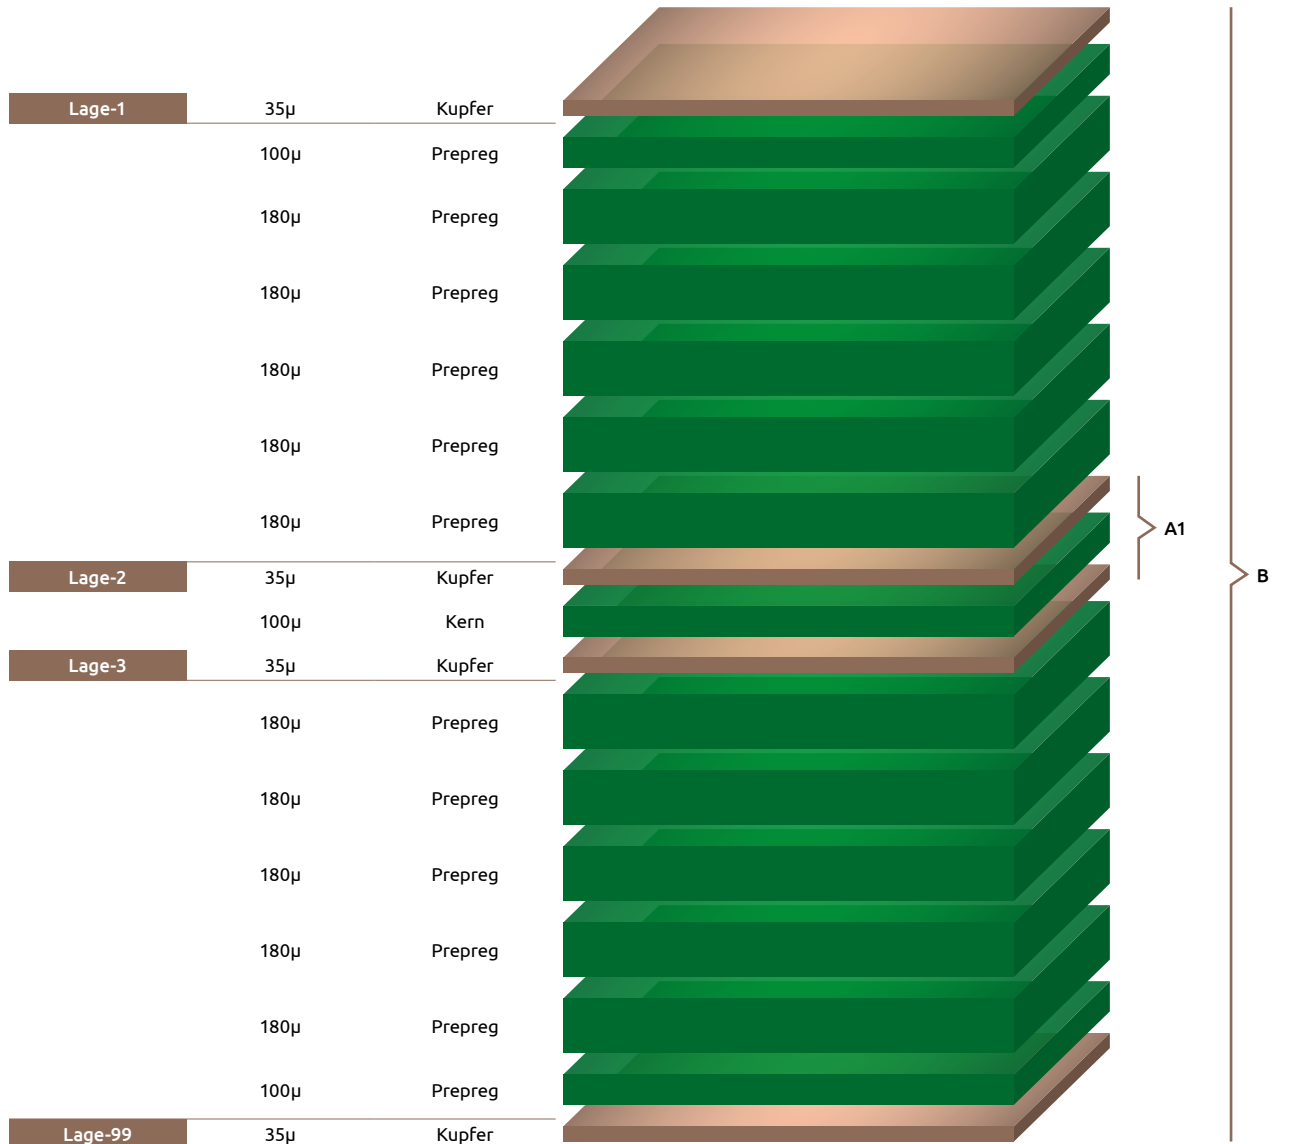 Lage-1 35µ Kupfer
100µ Prepreg
180µ Prepreg
180µ Prepreg
180µ Prepreg
180µ Prepreg
180µ Prepreg
A1
Lage-2 35µ Kupfer
B
100µ Kern
Lage-3 35µ Kupfer
180µ Prepreg
180µ Prepreg
180µ Prepreg
180µ Prepreg
180µ Prepreg
100µ Prepreg
Lage-99 35µ Kupfer